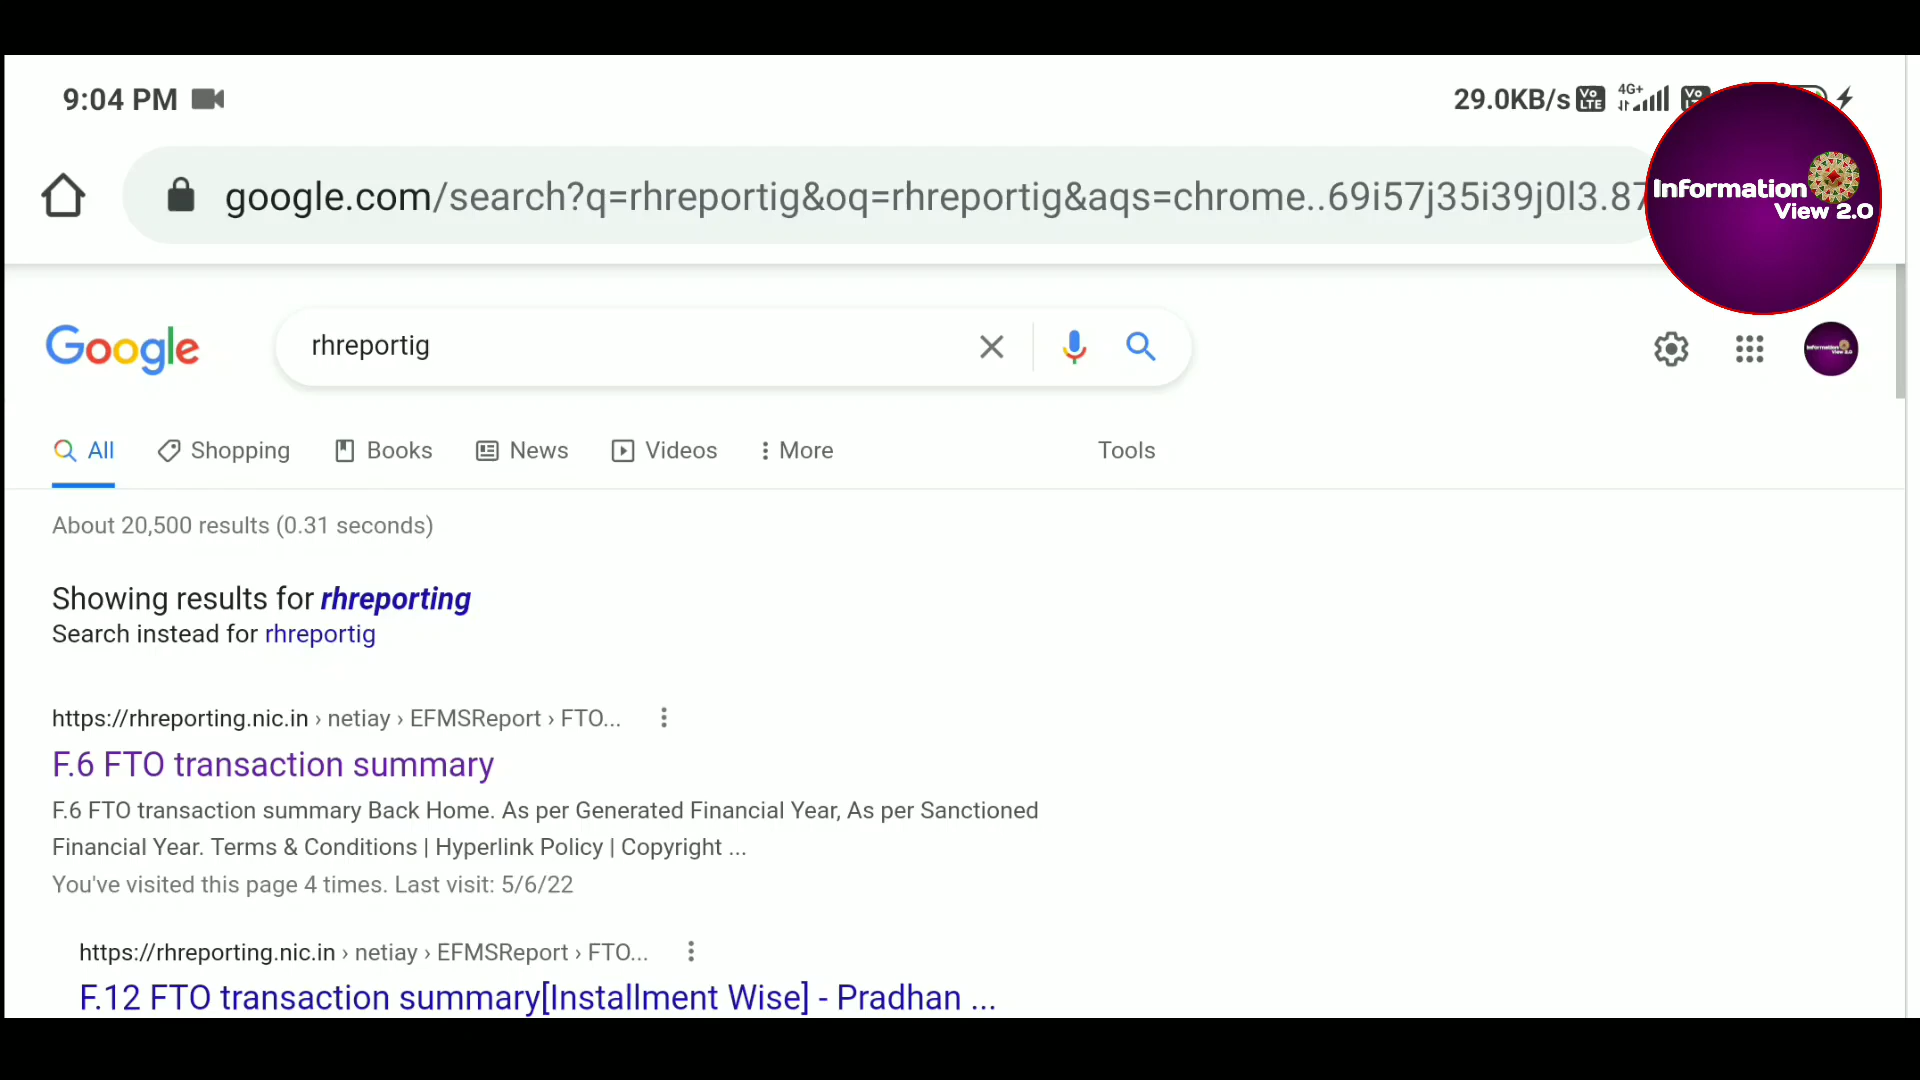 9:04 PM
29.0KB/s Vo LTE 4G+ Vo
google.com/search?q=rhreportig&oq=rhreportig&aqs=chrome..69i57j35i39j0l3.87
Information
View 2.0
Google
rhreportig
All Shopping Books News Videos More Tools
About 20,500 results (0.31 seconds)
Showing results for rhreporting
Search instead for rhreportig
https://rhreporting.nic.in › netiay › EFMSReport › FTO...
F.6 FTO transaction summary
F.6 FTO transaction summary Back Home. As per Generated Financial Year, As per Sanctioned
Financial Year. Terms & Conditions | Hyperlink Policy | Copyright ...
You've visited this page 4 times. Last visit: 5/6/22
https://rhreporting.nic.in › netiay › EFMSReport › FTO...
F.12 FTO transaction summary[Installment Wise] - Pradhan ...